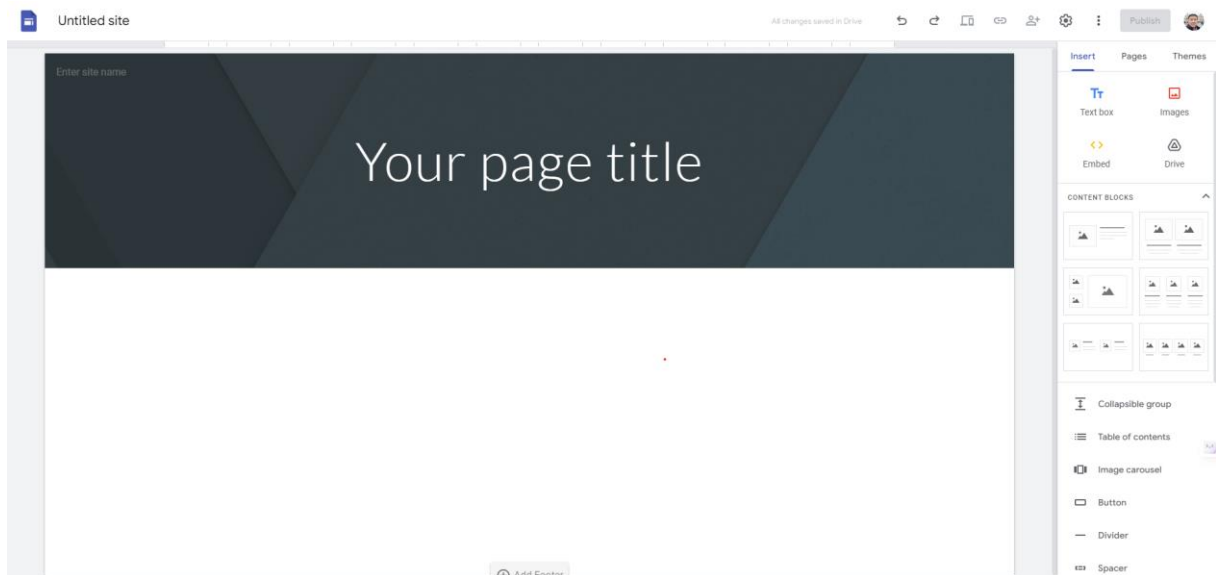 Untitled site
All changes saved in Drive
Publish
Enter site name
Your page title
Insert Pages Themes
Text box Images
Embed Drive
CONTENT BLOCKS
Collapsible group
Table of contents
Image carousel
Button
Divider
Spacer
Add Footer